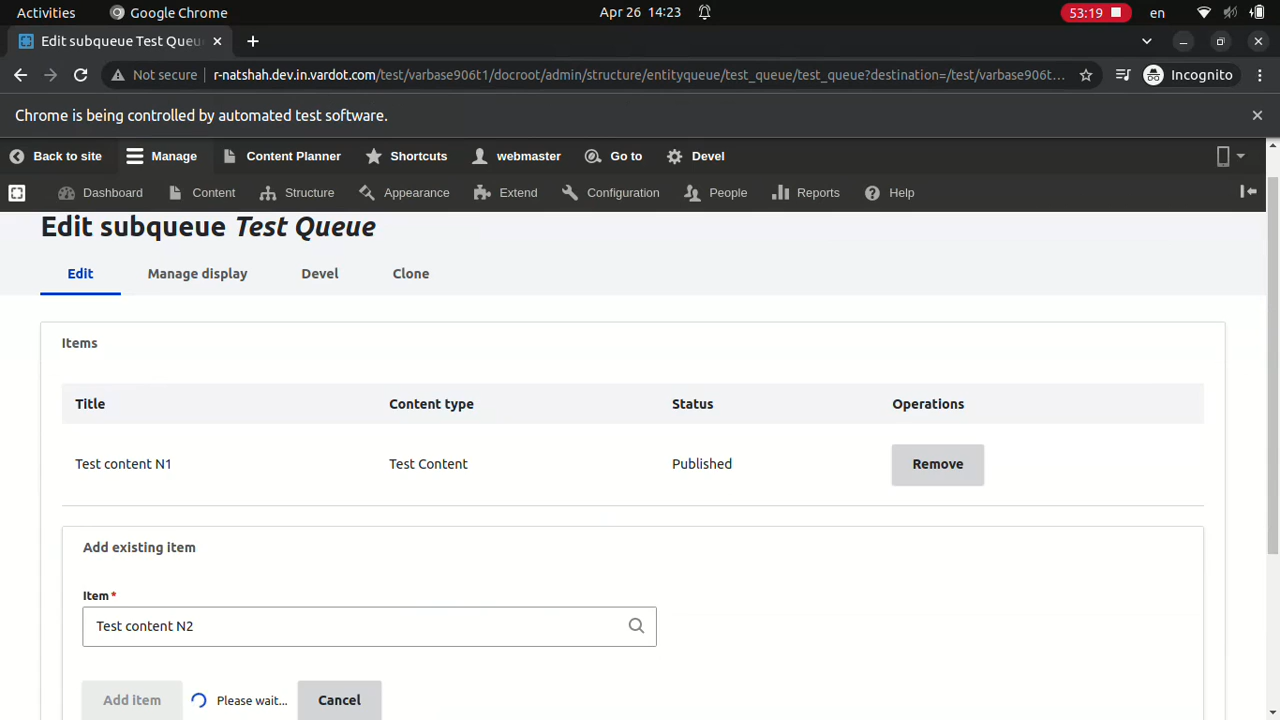 Activities Google Chrome Apr 26 14:23 53:19 en
Edit subqueue Test Queu
Not secure r-natshah.dev.in.vardot.com/test/varbase906t1/docroot/admin/structure/entityqueue/test_queue/test_queue?destination=/test/varbase906t... Incognito
Chrome is being controlled by automated test software.
Back to site Manage Content Planner Shortcuts webmaster Go to Devel
Dashboard Content Structure Appearance Extend Configuration People Reports Help
Edit subqueue Test Queue
Edit Manage display Devel Clone
Items
Title Content type Status Operations
Test content N1 Test Content Published Remove
Add existing item
Item *
Test content N2
Add item Please wait... Cancel